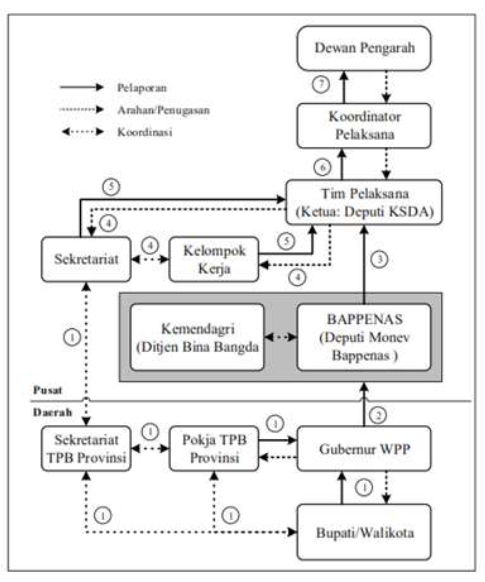 Dewan Pengarah
7
Pelaporan
Arahan/Penugasan
Koordinasi
Koordinator
Pelaksana
6
5
Tim Pelaksana
(Ketua: Deputi KSDA)
4
Sekretariat
4
Kelompok
Kerja
5
4
3
Kemendagri
(Ditjen Bina Bangda
BAPPENAS
(Deputi Monev
Bappenas )
1
Pusat
Daerah
2
Sekretariat
TPB Provinsi
1
Pokja TPB
Provinsi
1
Gubernur WPP
1
1
1
Bupati/Walikota